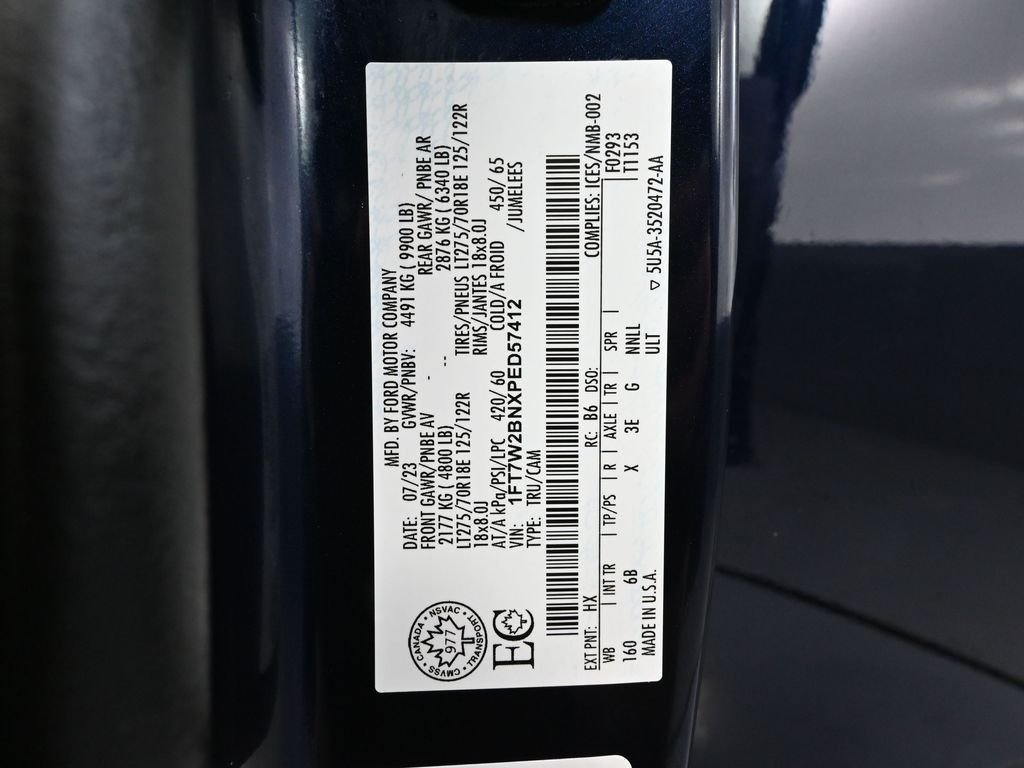 MFD. BY FORD MOTOR COMPANY
DATE: 07/23 GVWR/PNBV: 4491 KG ( 9900 LB)
FRONT GAWR/PNBE AV - REAR GAWR/ PNBE AR
2177 KG ( 4800 LB) -- 2876 KG ( 6340 LB)
LT275/70R18E 125/122R TIRES/PNEUS LT275/70R18E 125/122R
18x8.0J RIMS/JANTES 18x8.0J
AT/A kPa/PSI/LPC 420/ 60 COLD/A FROID 450/ 65
VIN: 1FT7W2BNXPED57412 /JUMELEES
TYPE: TRU/CAM
CMVSS • CANADA • NSVAC • TRANSPORT •
977
EC
EXT PNT: HX RC: B6 DSO: COMPLIES: ICES/NMB-002
WB | INT TR | TP/PS | R | AXLE | TR | SPR | F0293
160 6B X 3E G NNLL T1153
ULT
MADE IN U.S.A. ▽ 5U5A-3520472-AA